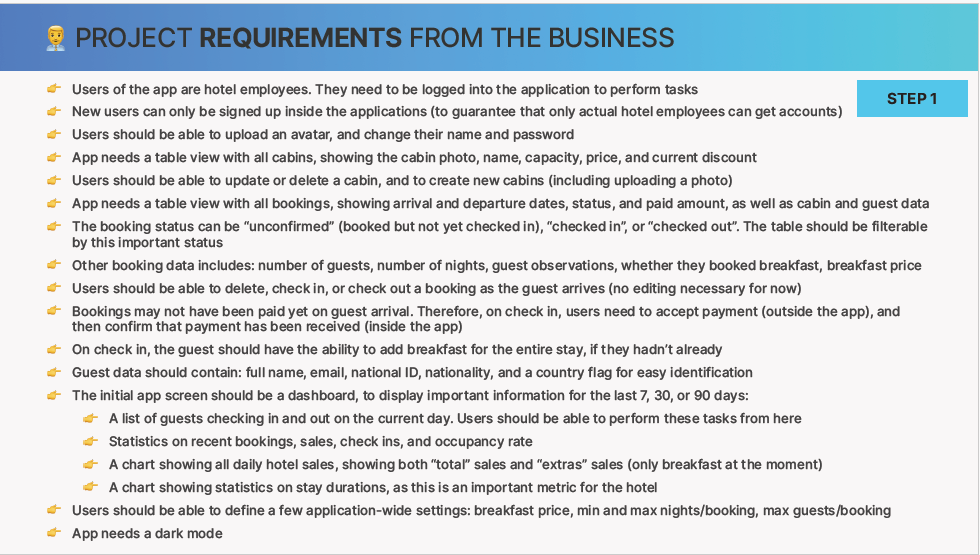 PROJECT REQUIREMENTS FROM THE BUSINESS
STEP 1
Users of the app are hotel employees. They need to be logged into the application to perform tasks
New users can only be signed up inside the applications (to guarantee that only actual hotel employees can get accounts)
Users should be able to upload an avatar, and change their name and password
App needs a table view with all cabins, showing the cabin photo, name, capacity, price, and current discount
Users should be able to update or delete a cabin, and to create new cabins (including uploading a photo)
App needs a table view with all bookings, showing arrival and departure dates, status, and paid amount, as well as cabin and guest data
The booking status can be “unconfirmed” (booked but not yet checked in), “checked in”, or “checked out”. The table should be filterable
by this important status
Other booking data includes: number of guests, number of nights, guest observations, whether they booked breakfast, breakfast price
Users should be able to delete, check in, or check out a booking as the guest arrives (no editing necessary for now)
Bookings may not have been paid yet on guest arrival. Therefore, on check in, users need to accept payment (outside the app), and
then confirm that payment has been received (inside the app)
On check in, the guest should have the ability to add breakfast for the entire stay, if they hadn’t already
Guest data should contain: full name, email, national ID, nationality, and a country flag for easy identification
The initial app screen should be a dashboard, to display important information for the last 7, 30, or 90 days:
A list of guests checking in and out on the current day. Users should be able to perform these tasks from here
Statistics on recent bookings, sales, check ins, and occupancy rate
A chart showing all daily hotel sales, showing both “total” sales and “extras” sales (only breakfast at the moment)
A chart showing statistics on stay durations, as this is an important metric for the hotel
Users should be able to define a few application-wide settings: breakfast price, min and max nights/booking, max guests/booking
App needs a dark mode